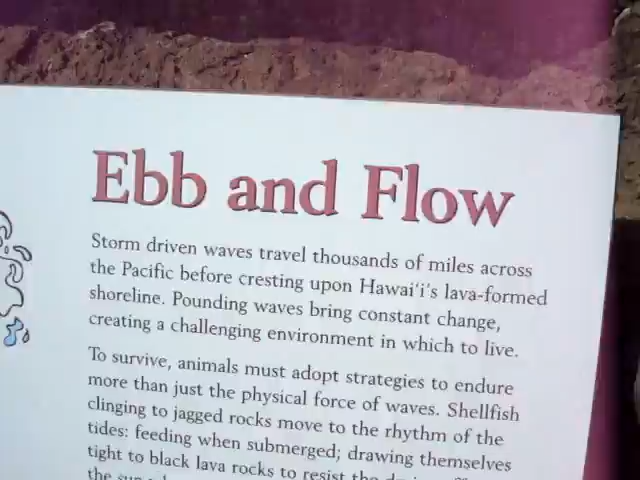 Ebb and Flow
Storm driven waves travel thousands of miles across
the Pacific before cresting upon Hawai‘i’s lava-formed
shoreline. Pounding waves bring constant change,
creating a challenging environment in which to live.
To survive, animals must adopt strategies to endure
more than just the physical force of waves. Shellfish
clinging to jagged rocks move to the rhythm of the
tides: feeding when submerged; drawing themselves
tight to black lava rocks to resist the
the sun